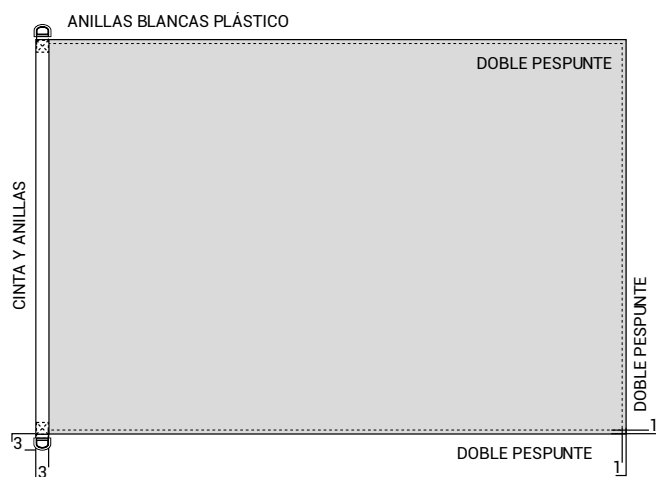 ANILLAS BLANCAS PLÁSTICO
DOBLE PESPUNTE
CINTA Y ANILLAS
DOBLE PESPUNTE
1
3
DOBLE PESPUNTE
3
1